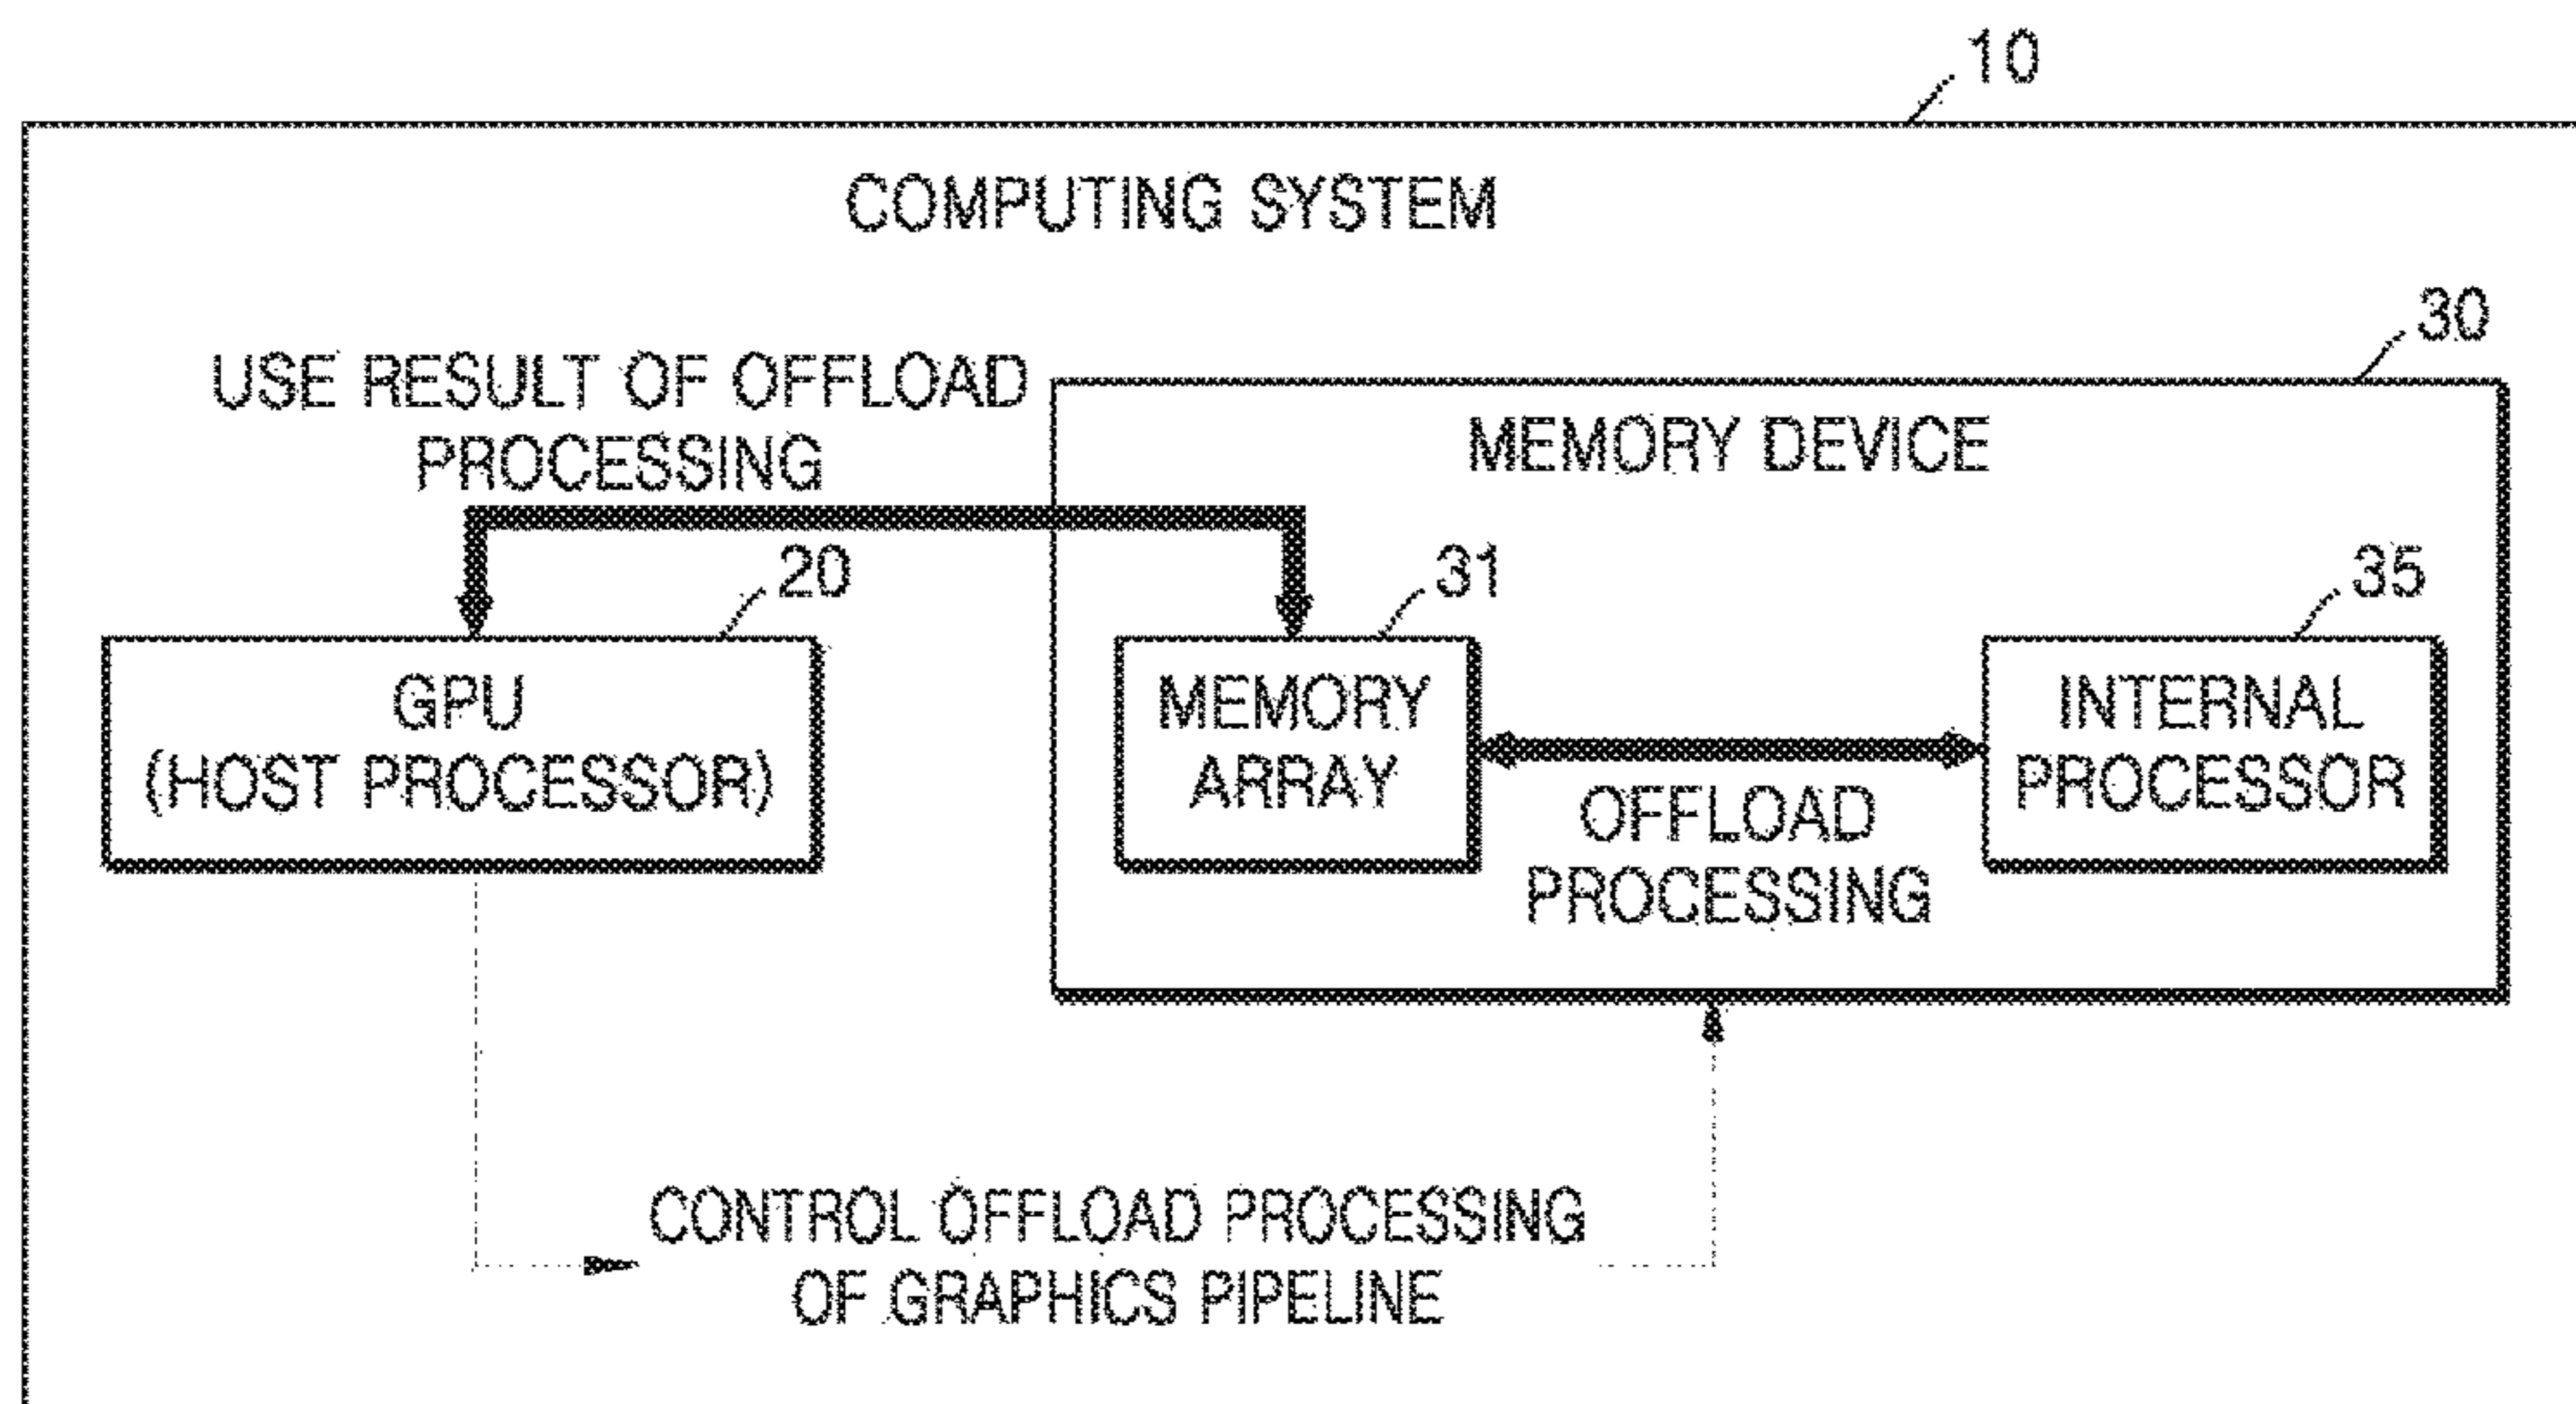 10
COMPUTING SYSTEM
30
USE RESULT OF OFFLOAD
PROCESSING
MEMORY DEVICE
20
31
35
GPU
(HOST PROCESSOR)
MEMORY
ARRAY
INTERNAL
PROCESSOR
OFFLOAD
PROCESSING
CONTROL OFFLOAD PROCESSING
OF GRAPHICS PIPELINE